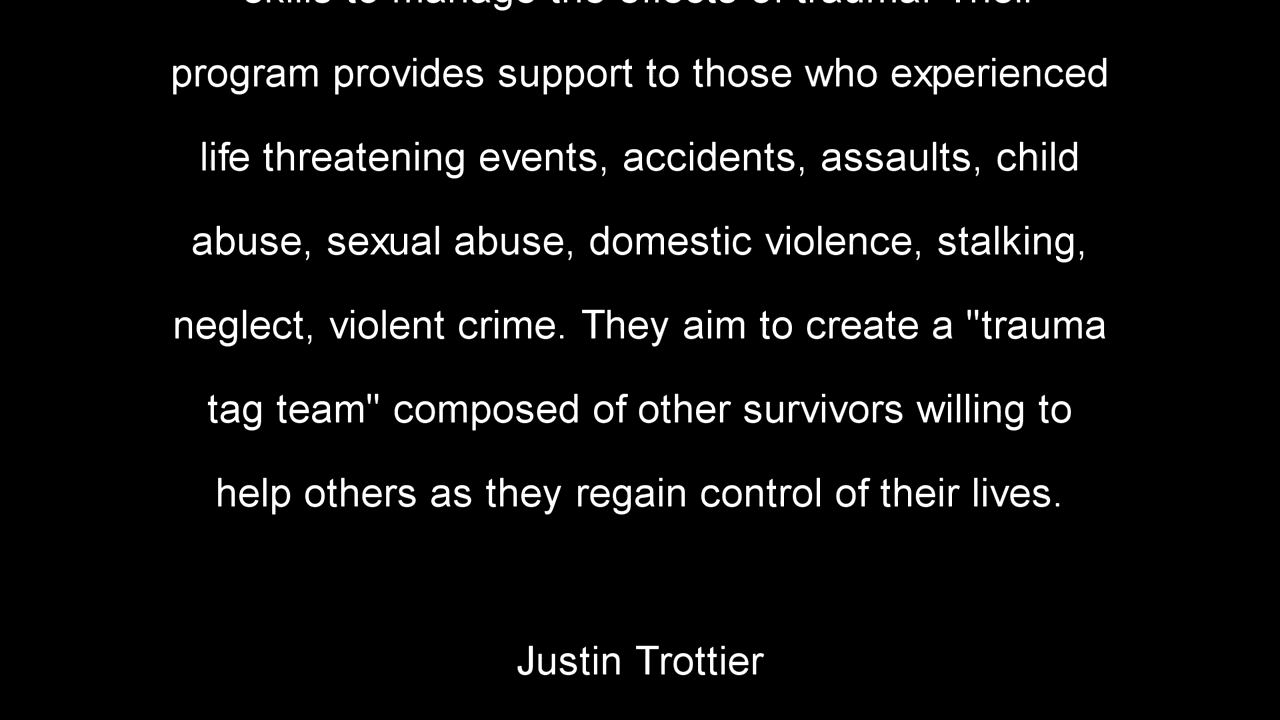 skills to manage the effects of trauma. Their
program provides support to those who experienced
life threatening events, accidents, assaults, child
abuse, sexual abuse, domestic violence, stalking,
neglect, violent crime. They aim to create a "trauma
tag team" composed of other survivors willing to
help others as they regain control of their lives.
Justin Trottier